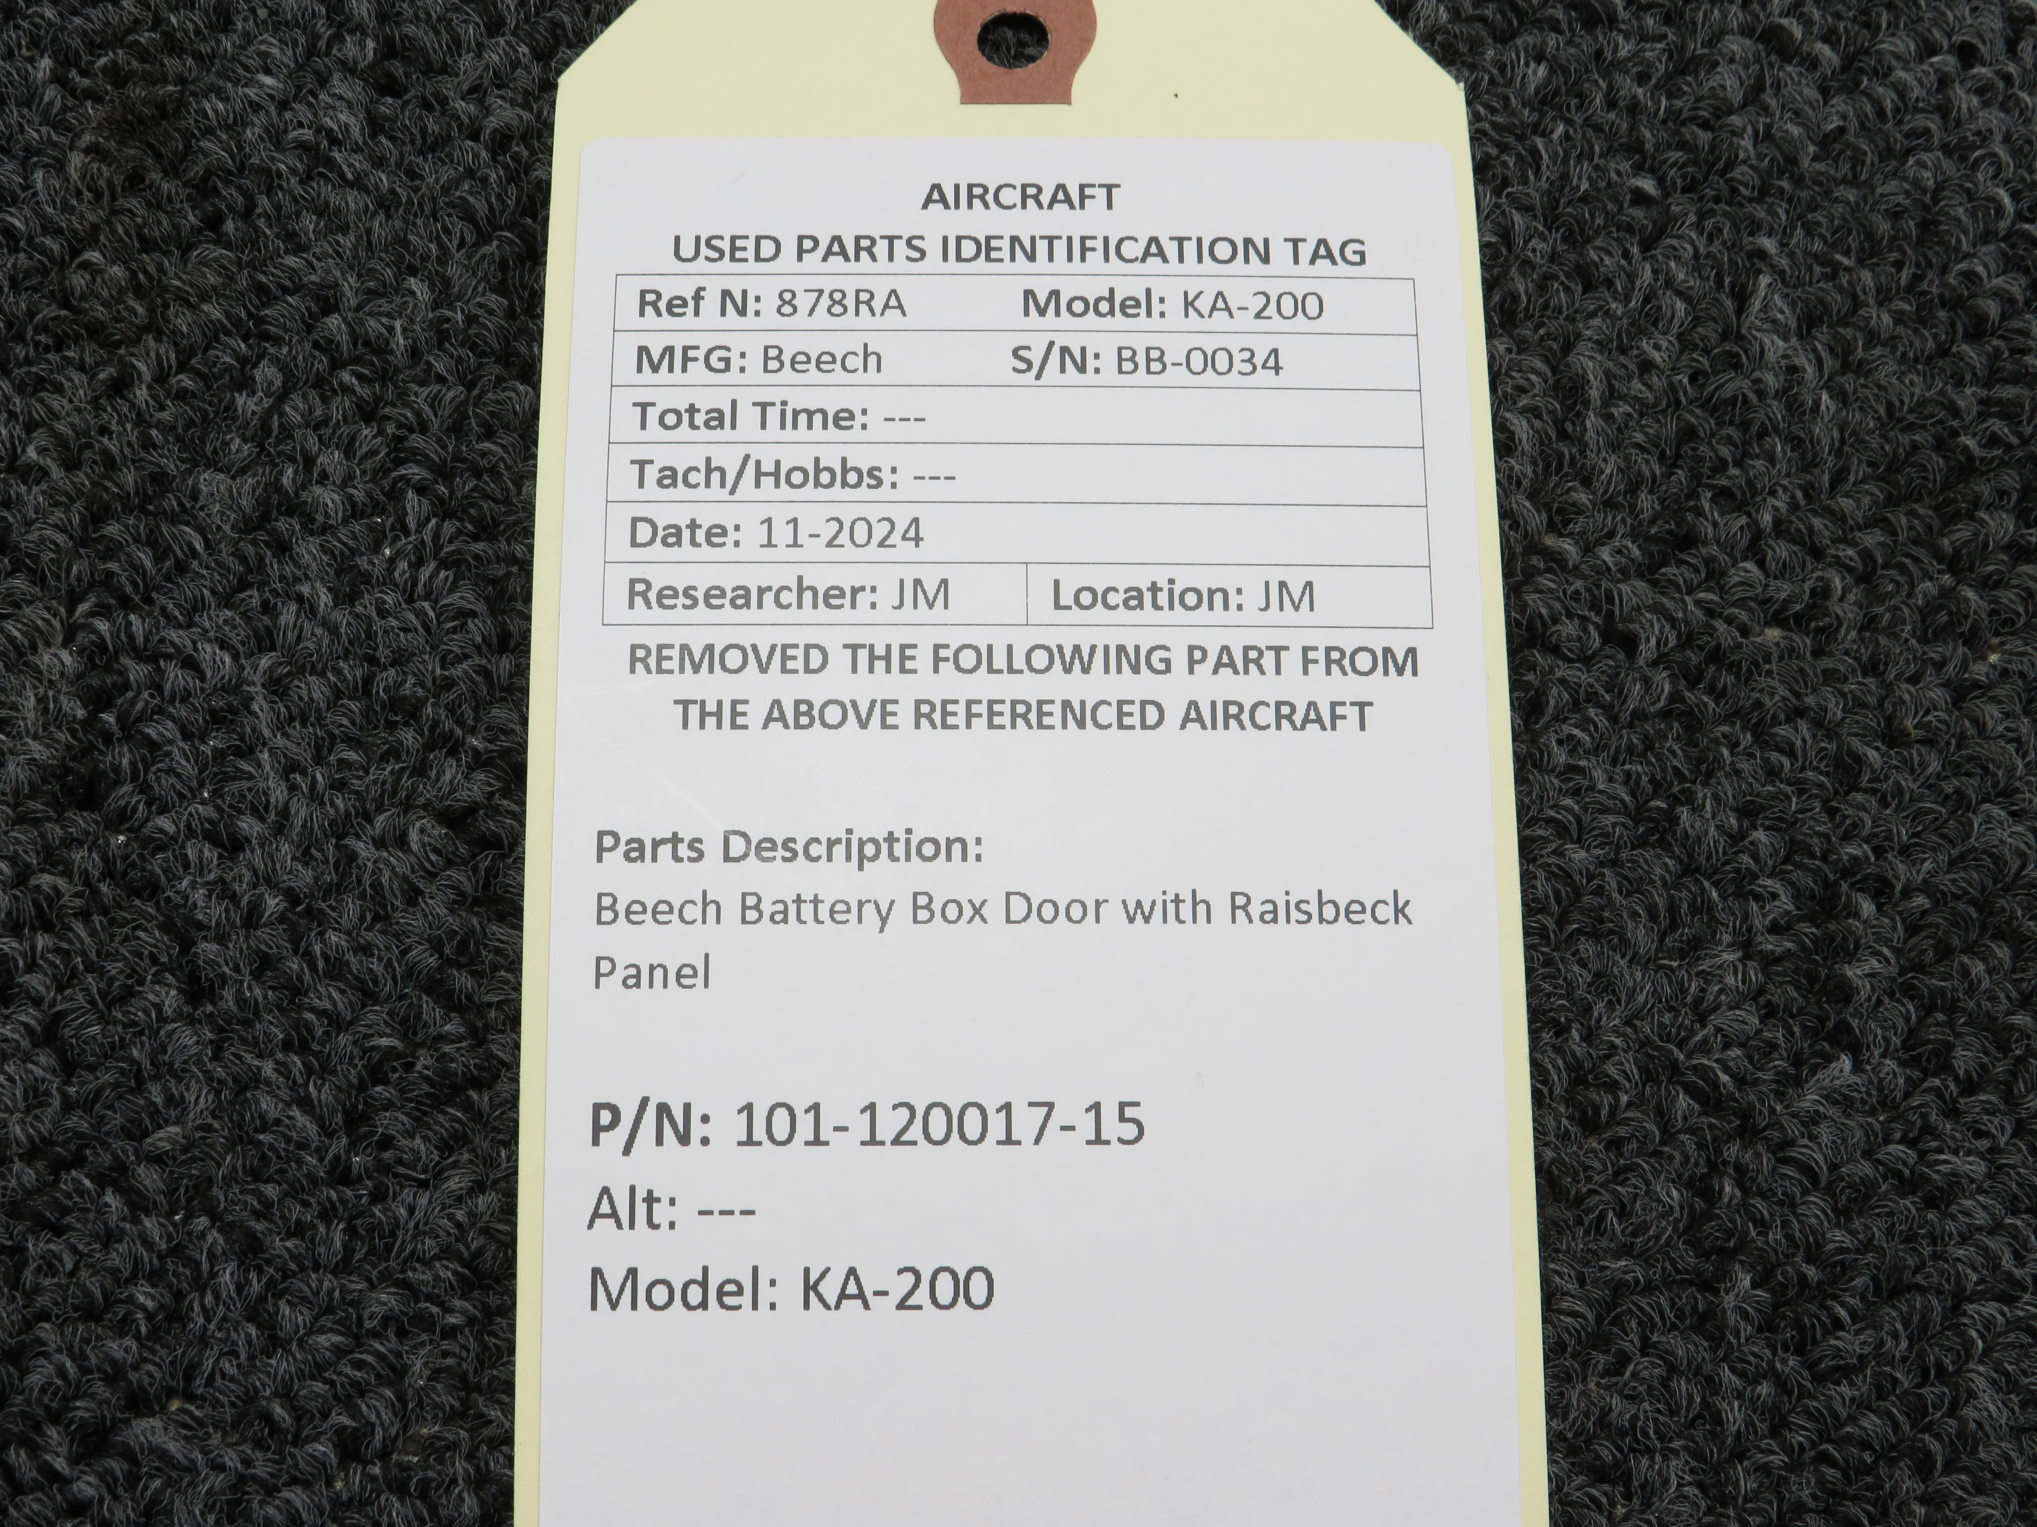 AIRCRAFT
USED PARTS IDENTIFICATION TAG
Ref N: 878RA Model: KA-200
MFG: Beech S/N: BB-0034
Total Time: ---
Tach/Hobbs: ---
Date: 11-2024
Researcher: JM Location: JM
REMOVED THE FOLLOWING PART FROM
THE ABOVE REFERENCED AIRCRAFT
Parts Description:
Beech Battery Box Door with Raisbeck
Panel
P/N: 101-120017-15
Alt: ---
Model: KA-200